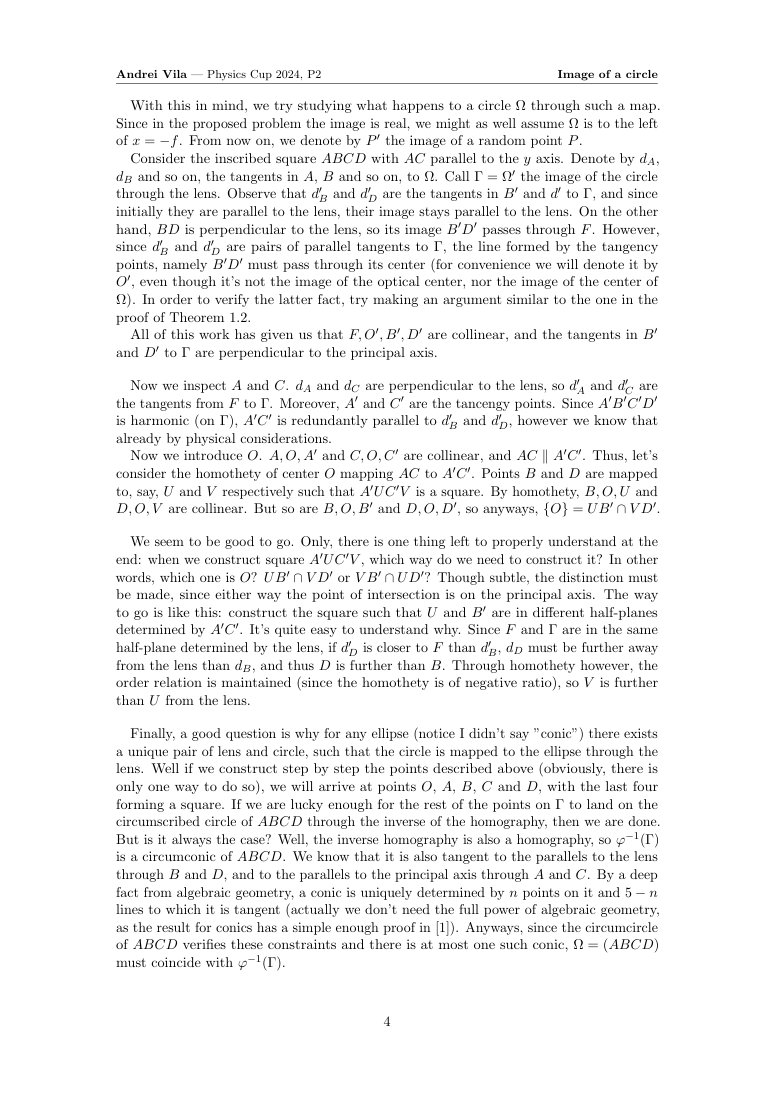 Andrei Vila — Physics Cup 2024, P2 Image of a circle
With this in mind, we try studying what happens to a circle Ω through such a map.
Since in the proposed problem the image is real, we might as well assume Ω is to the left
of x = −f. From now on, we denote by P′ the image of a random point P.
Consider the inscribed square ABCD with AC parallel to the y axis. Denote by d_A,
d_B and so on, the tangents in A, B and so on, to Ω. Call Γ = Ω′ the image of the circle
through the lens. Observe that d′_B and d′_D are the tangents in B′ and d′ to Γ, and since
initially they are parallel to the lens, their image stays parallel to the lens. On the other
hand, BD is perpendicular to the lens, so its image B′D′ passes through F. However,
since d′_B and d′_D are pairs of parallel tangents to Γ, the line formed by the tangency
points, namely B′D′ must pass through its center (for convenience we will denote it by
O′, even though it's not the image of the optical center, nor the image of the center of
Ω). In order to verify the latter fact, try making an argument similar to the one in the
proof of Theorem 1.2.
All of this work has given us that F, O′, B′, D′ are collinear, and the tangents in B′
and D′ to Γ are perpendicular to the principal axis.
Now we inspect A and C. d_A and d_C are perpendicular to the lens, so d′_A and d′_C are
the tangents from F to Γ. Moreover, A′ and C′ are the tancengy points. Since A′B′C′D′
is harmonic (on Γ), A′C′ is redundantly parallel to d′_B and d′_D, however we know that
already by physical considerations.
Now we introduce O. A, O, A′ and C, O, C′ are collinear, and AC ∥ A′C′. Thus, let's
consider the homothety of center O mapping AC to A′C′. Points B and D are mapped
to, say, U and V respectively such that A′UC′V is a square. By homothety, B, O, U and
D, O, V are collinear. But so are B, O, B′ and D, O, D′, so anyways, {O} = UB′ ∩ VD′.
We seem to be good to go. Only, there is one thing left to properly understand at the
end: when we construct square A′UC′V, which way do we need to construct it? In other
words, which one is O? UB′ ∩ VD′ or VB′ ∩ UD′? Though subtle, the distinction must
be made, since either way the point of intersection is on the principal axis. The way
to go is like this: construct the square such that U and B′ are in different half-planes
determined by A′C′. It's quite easy to understand why. Since F and Γ are in the same
half-plane determined by the lens, if d′_D is closer to F than d′_B, d_D must be further away
from the lens than d_B, and thus D is further than B. Through homothety however, the
order relation is maintained (since the homothety is of negative ratio), so V is further
than U from the lens.
Finally, a good question is why for any ellipse (notice I didn't say "conic") there exists
a unique pair of lens and circle, such that the circle is mapped to the ellipse through the
lens. Well if we construct step by step the points described above (obviously, there is
only one way to do so), we will arrive at points O, A, B, C and D, with the last four
forming a square. If we are lucky enough for the rest of the points on Γ to land on the
circumscribed circle of ABCD through the inverse of the homography, then we are done.
But is it always the case? Well, the inverse homography is also a homography, so φ⁻¹(Γ)
is a circumconic of ABCD. We know that it is also tangent to the parallels to the lens
through B and D, and to the parallels to the principal axis through A and C. By a deep
fact from algebraic geometry, a conic is uniquely determined by n points on it and 5 − n
lines to which it is tangent (actually we don't need the full power of algebraic geometry,
as the result for conics has a simple enough proof in [1]). Anyways, since the circumcircle
of ABCD verifies these constraints and there is at most one such conic, Ω = (ABCD)
must coincide with φ⁻¹(Γ).
4